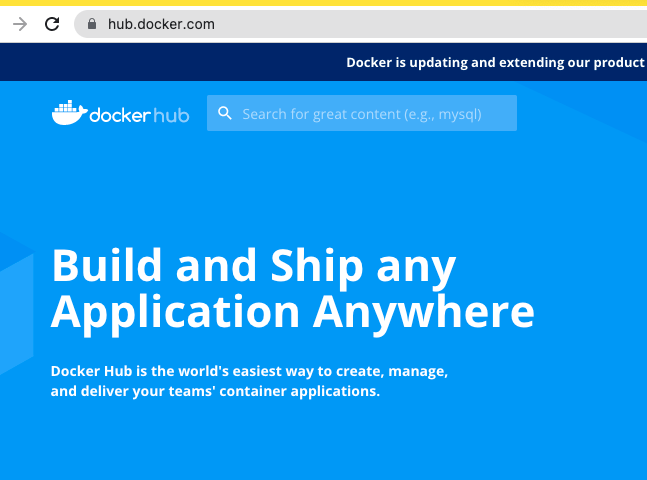 hub.docker.com
Docker is updating and extending our product
docker hub
Search for great content (e.g., mysql)
Build and Ship any
Application Anywhere
Docker Hub is the world's easiest way to create, manage,
and deliver your teams' container applications.